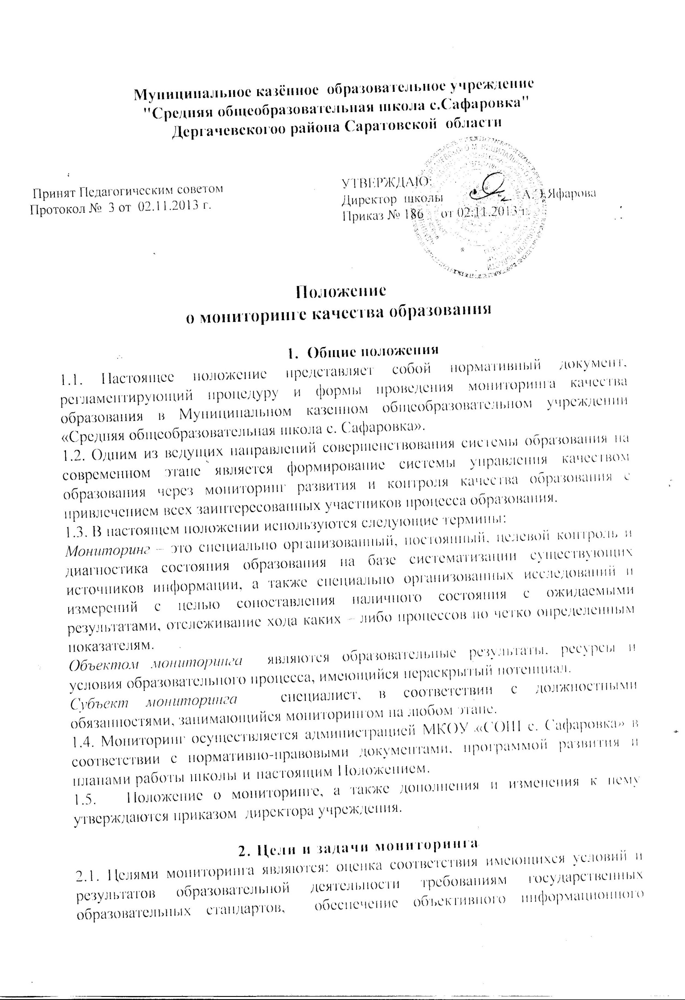 Муниципальное казённое образовательное учреждение
"Средняя общеобразовательная школа с.Сафаровка"
Дергачевскогоо района Саратовской области
Принят Педагогическим советом
Протокол № 3 от 02.11.2013 г.
УТВЕРЖДАЮ:
Директор школы Яфарова
Приказ № 186 от 02.11.2013 г.
Положение
о мониторинге качества образования
1. Общие положения
1.1. Настоящее положение представляет собой нормативный документ,
регламентирующий процедуру и формы проведения мониторинга качества
образования в Муниципальном казенном общеобразовательном учреждении
«Средняя общеобразовательная школа с. Сафаровка».
1.2. Одним из ведущих направлений совершенствования системы образования на
современном этапе является формирование системы управления качеством
образования через мониторинг развития и контроля качества образования с
привлечением всех заинтересованных участников процесса образования.
1.3. В настоящем положении используются следующие термины:
Мониторинг – это специально организованный, постоянный, целевой контроль и
диагностика состояния образования на базе систематизации существующих
источников информации, а также специально организованных исследований и
измерений с целью сопоставления наличного состояния с ожидаемыми
результатами, отслеживание хода каких – либо процессов по четко определенным
показателям.
Объектом мониторинга являются образовательные результаты, ресурсы и
условия образовательного процесса, имеющийся нераскрытый потенциал.
Субъект мониторинга специалист, в соответствии с должностными
обязанностями, занимающийся мониторингом на любом этапе.
1.4. Мониторинг осуществляется администрацией МКОУ «СОШ с. Сафаровка» в
соответствии с нормативно-правовыми документами, программой развития и
планами работы школы и настоящим Положением.
1.5. Положение о мониторинге, а также дополнения и изменения к нему
утверждаются приказом директора учреждения.
2. Цели и задачи мониторинга
2.1. Целями мониторинга являются: оценка соответствия имеющихся условий и
результатов образовательной деятельности требованиям государственных
образовательных стандартов, обеспечение объективного информационного